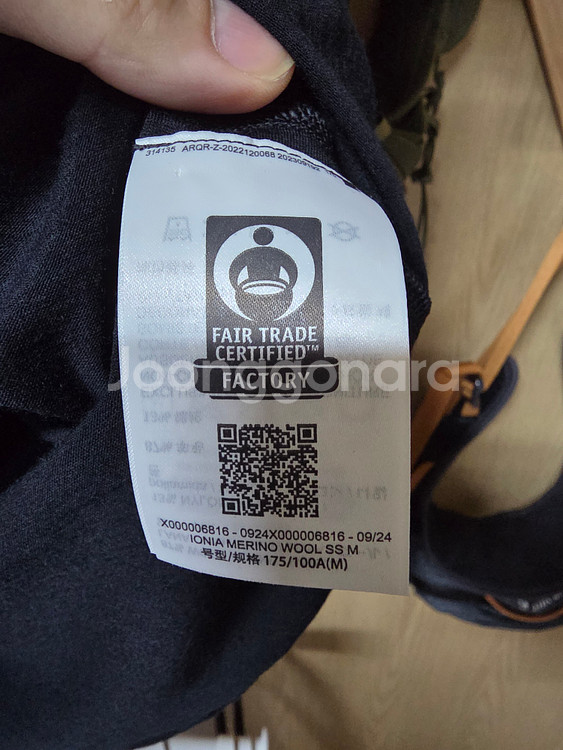 314135 ARQR-Z-2022120068
FAIR TRADE
CERTIFIED™
FACTORY
Joonggonara
X000006816 - 0924X000006816 - 09/24
IONIA MERINO WOOL SS M
号型/规格 175/100A(M)